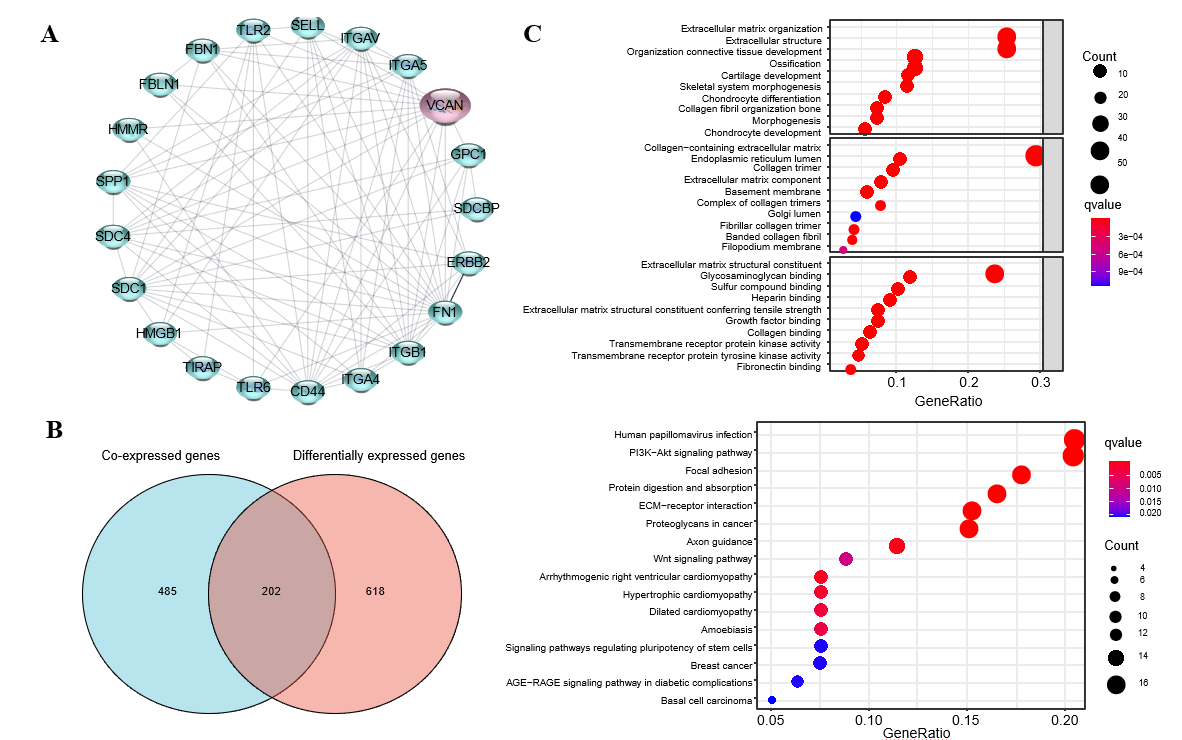 A
SELL
TLR2
ITGAV
FBN1
ITGA5
FBLN1
VCAN
HMMR
GPC1
SPP1
SDCBP
SDC4
ERBB2
SDC1
FN1
HMGB1
ITGB1
TIRAP
ITGA4
TLR6
CD44
B
Co-expressed genes
Differentially expressed genes
485
202
618
C
Extracellular matrix organization
Extracellular structure
Organization connective tissue development
Ossification
Cartilage development
Skeletal system morphogenesis
Chondrocyte differentiation
Collagen fibril organization bone
Morphogenesis
Chondrocyte development
Collagen−containing extracellular matrix
Endoplasmic reticulum lumen
Collagen trimer
Extracellular matrix component
Basement membrane
Complex of collagen trimers
Golgi lumen
Fibrillar collagen trimer
Banded collagen fibril
Filopodium membrane
Extracellular matrix structural constituent
Glycosaminoglycan binding
Sulfur compound binding
Heparin binding
Extracellular matrix structural constituent conferring tensile strength
Growth factor binding
Collagen binding
Transmembrane receptor protein kinase activity
Transmembrane receptor protein tyrosine kinase activity
Fibronectin binding
0.1
0.2
0.3
GeneRatio
Count
10
20
30
40
50
qvalue
3e−04
6e−04
9e−04
Human papillomavirus infection
PI3K−Akt signaling pathway
Focal adhesion
Protein digestion and absorption
ECM−receptor interaction
Proteoglycans in cancer
Axon guidance
Wnt signaling pathway
Arrhythmogenic right ventricular cardiomyopathy
Hypertrophic cardiomyopathy
Dilated cardiomyopathy
Amoebiasis
Signaling pathways regulating pluripotency of stem cells
Breast cancer
AGE−RAGE signaling pathway in diabetic complications
Basal cell carcinoma
0.05
0.10
0.15
0.20
GeneRatio
qvalue
0.005
0.010
0.015
0.020
Count
4
6
8
10
12
14
16